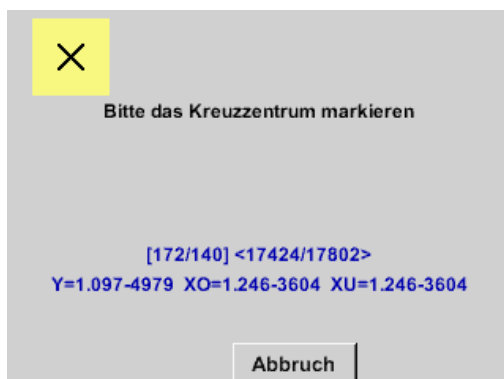 Bitte das Kreuzzentrum markieren
[172/140] <17424/17802>
Y=1.097-4979 XO=1.246-3604 XU=1.246-3604
Abbruch